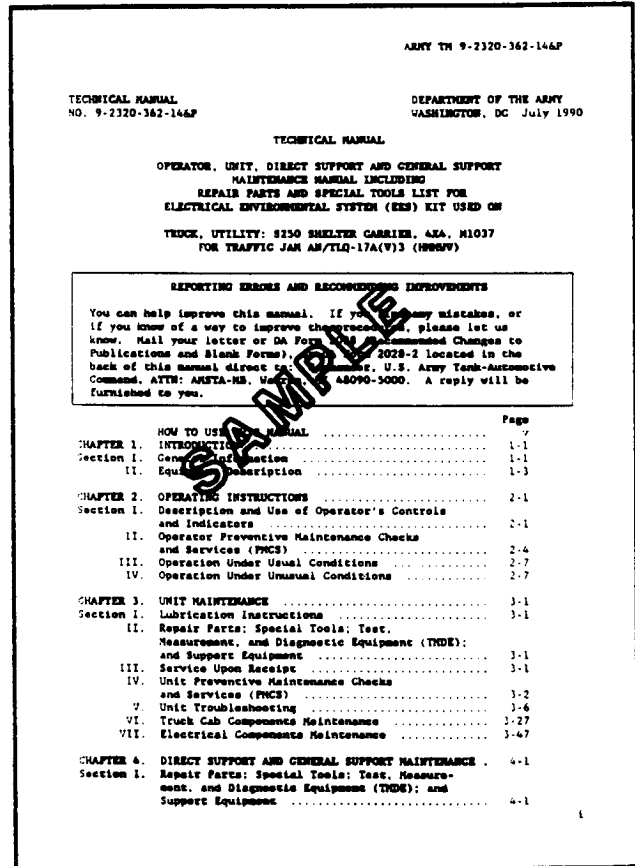 ARMY TM 9-2320-362-14&P
TECHNICAL MANUAL
NO. 9-2320-362-14&P
DEPARTMENT OF THE ARMY
WASHINGTON, DC July 1990
TECHNICAL MANUAL
OPERATOR, UNIT, DIRECT SUPPORT AND GENERAL SUPPORT
MAINTENANCE MANUAL INCLUDING
REPAIR PARTS AND SPECIAL TOOLS LIST FOR
ELECTRICAL ENVIRONMENTAL SYSTEM (EES) KIT USED ON
TRUCK, UTILITY: S250 SHELTER CARRIER, 4X4, M1037
FOR TRAFFIC JAM AN/TLQ-17A(V)3 (HMMWV)
REPORTING ERRORS AND RECOMMENDING IMPROVEMENTS
You can help improve this manual. If you any mistakes, or
if you know of a way to improve the procedures, please let us
know. Mail your letter or DA Form Recommended Changes to
Publications and Blank Forms), 2028-2 located in the
back of this manual direct to: Commander, U.S. Army Tank-Automotive
Command, ATTN: AMSTA-MB, Warren, 48090-5000. A reply will be
furnished to you.
SAMPLE
Page
HOW TO USE THIS MANUAL .................... v
CHAPTER 1. INTRODUCTION .................... 1-1
Section I. General Information .................... 1-1
II. Equipment Description .................... 1-3
CHAPTER 2. OPERATING INSTRUCTIONS .................... 2-1
Section I. Description and Use of Operator's Controls
and Indicators .................... 2-1
II. Operator Preventive Maintenance Checks
and Services (PMCS) .................... 2-4
III. Operation Under Usual Conditions .............. 2-7
IV. Operation Under Unusual Conditions ............ 2-7
CHAPTER 3. UNIT MAINTENANCE .................... 3-1
Section I. Lubrication Instructions .................... 3-1
II. Repair Parts; Special Tools; Test,
Measurement, and Diagnostic Equipment (TMDE);
and Support Equipment .................... 3-1
III. Service Upon Receipt .................... 3-1
IV. Unit Preventive Maintenance Checks
and Services (PMCS) .................... 3-2
V. Unit Troubleshooting .................... 3-6
VI. Truck Cab Components Maintenance ............ 3-27
VII. Electrical Components Maintenance ........... 3-47
CHAPTER 4. DIRECT SUPPORT AND GENERAL SUPPORT MAINTENANCE . 4-1
Section I. Repair Parts; Special Tools; Test, Measure-
ment, and Diagnostic Equipment (TMDE); and
Support Equipment .................... 4-1
i